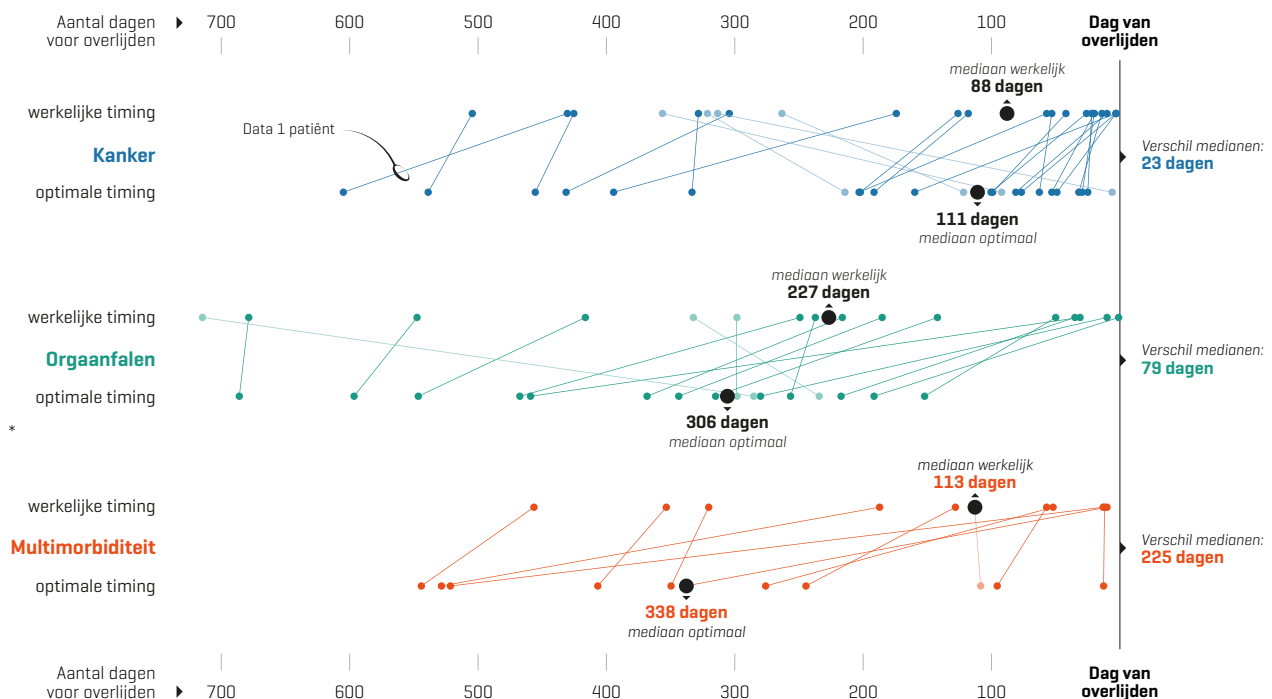 Aantal dagen
voor overlijden
700 600 500 400 300 200 100
Dag van
overlijden
mediaan werkelijk
88 dagen
werkelijke timing
Data 1 patiënt
Kanker
Verschil medianen:
23 dagen
optimale timing
111 dagen
mediaan optimaal
mediaan werkelijk
227 dagen
werkelijke timing
Orgaanfalen
Verschil medianen:
79 dagen
optimale timing
306 dagen
mediaan optimaal
*
mediaan werkelijk
113 dagen
werkelijke timing
Multimorbiditeit
Verschil medianen:
225 dagen
optimale timing
338 dagen
mediaan optimaal
Aantal dagen
voor overlijden
700 600 500 400 300 200 100
Dag van
overlijden